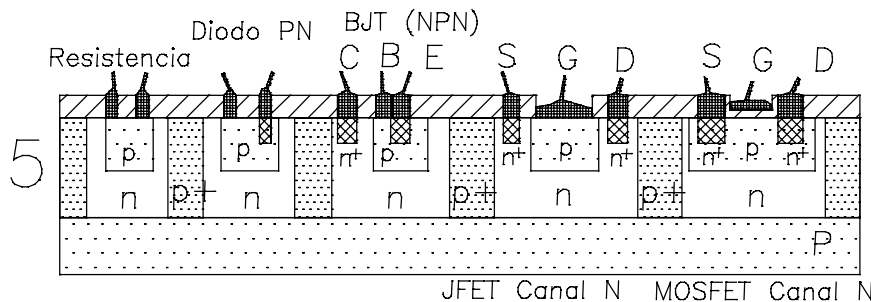 Resistencia Diodo PN BJT (NPN)
C B E S G D S G D
5
p p n+ p n+ p n+ n+ p n+
n p+ n n p+ n p+ n
P
JFET Canal N MOSFET Canal N